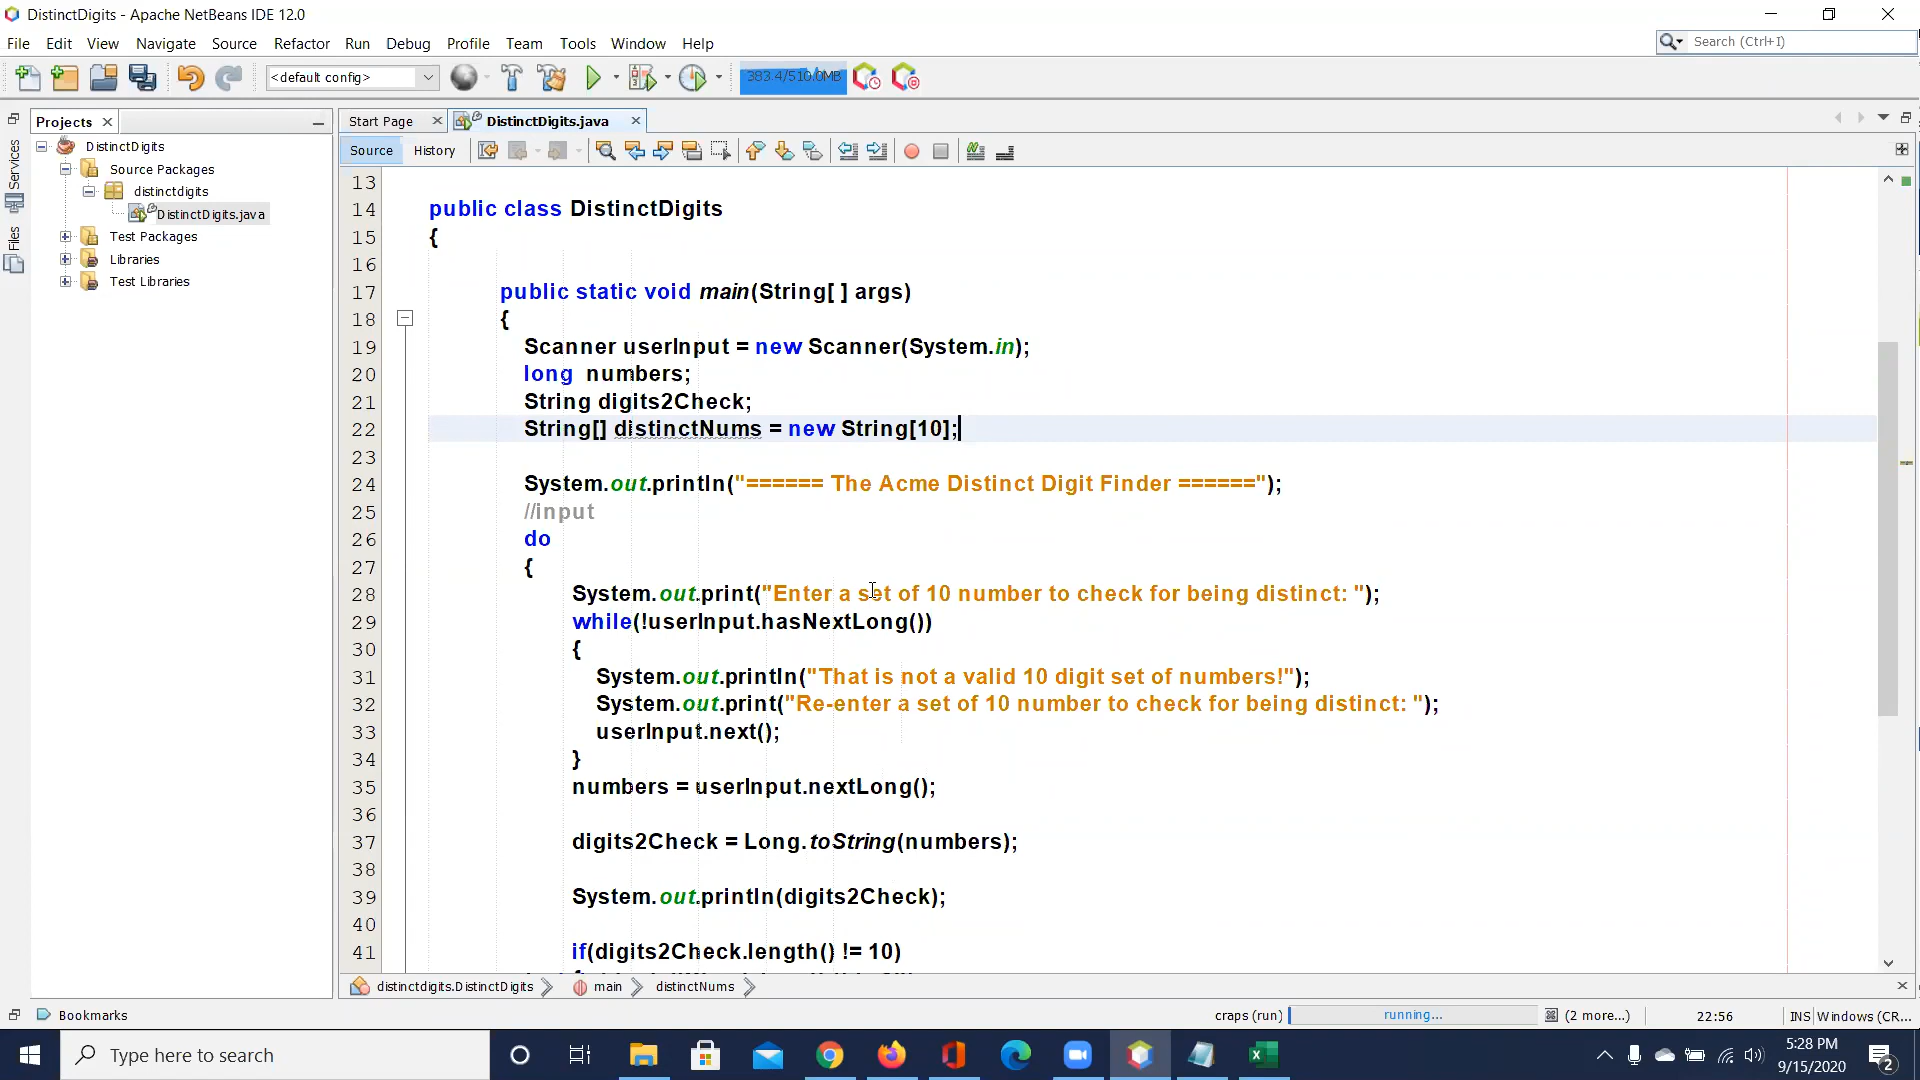 DistinctDigits - Apache NetBeans IDE 12.0
File Edit View Navigate Source Refactor Run Debug Profile Team Tools Window Help
Search (Ctrl+I)
<default config>
383.4/510.0MB
Projects
Start Page
DistinctDigits.java
Services
Files
DistinctDigits
Source Packages
distinctdigits
DistinctDigits.java
Test Packages
Libraries
Test Libraries
Source History
13
14 public class DistinctDigits
15 {
16
17 public static void main(String[ ] args)
18 {
19 Scanner userInput = new Scanner(System.in);
20 long numbers;
21 String digits2Check;
22 String[] distinctNums = new String[10];
23
24 System.out.println("====== The Acme Distinct Digit Finder ======");
25 //input
26 do
27 {
28 System.out.print("Enter a set of 10 number to check for being distinct: ");
29 while(!userInput.hasNextLong())
30 {
31 System.out.println("That is not a valid 10 digit set of numbers!");
32 System.out.print("Re-enter a set of 10 number to check for being distinct: ");
33 userInput.next();
34 }
35 numbers = userInput.nextLong();
36
37 digits2Check = Long.toString(numbers);
38
39 System.out.println(digits2Check);
40
41 if(digits2Check.length() != 10)
distinctdigits.DistinctDigits main distinctNums
Bookmarks
craps (run) running... (2 more...) 22:56 INS Windows (CR...
Type here to search
5:28 PM
9/15/2020
2